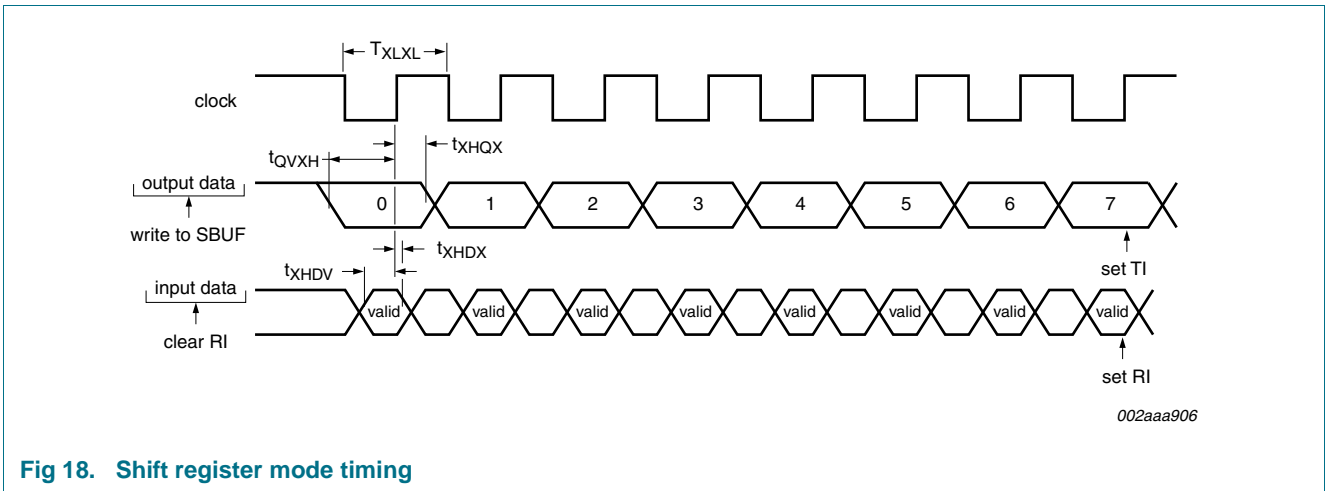 TXLXL
clock
tXHQX
tQVXH
output data
0 1 2 3 4 5 6 7
write to SBUF
tXHDX
set TI
tXHDV
input data
valid valid valid valid valid valid valid valid
clear RI
set RI
002aaa906
Fig 18. Shift register mode timing